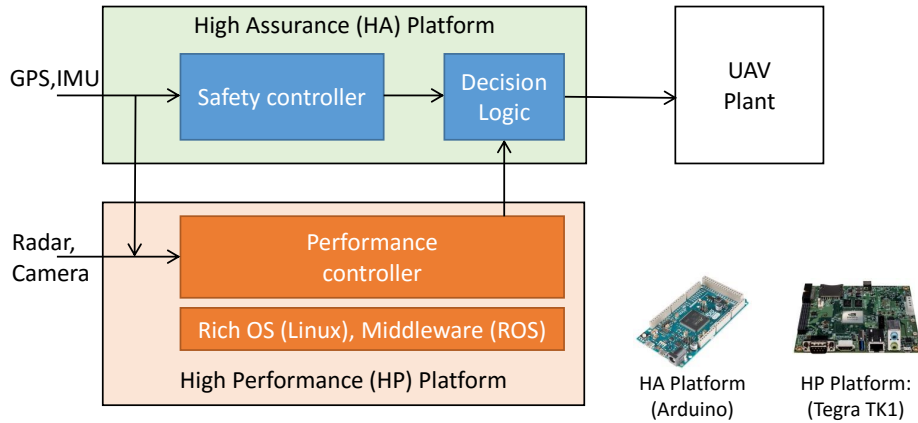 High Assurance (HA) Platform
GPS,IMU
Safety controller
Decision
Logic
UAV
Plant
Radar,
Camera
Performance
controller
Rich OS (Linux), Middleware (ROS)
High Performance (HP) Platform
HA Platform
(Arduino)
HP Platform:
(Tegra TK1)